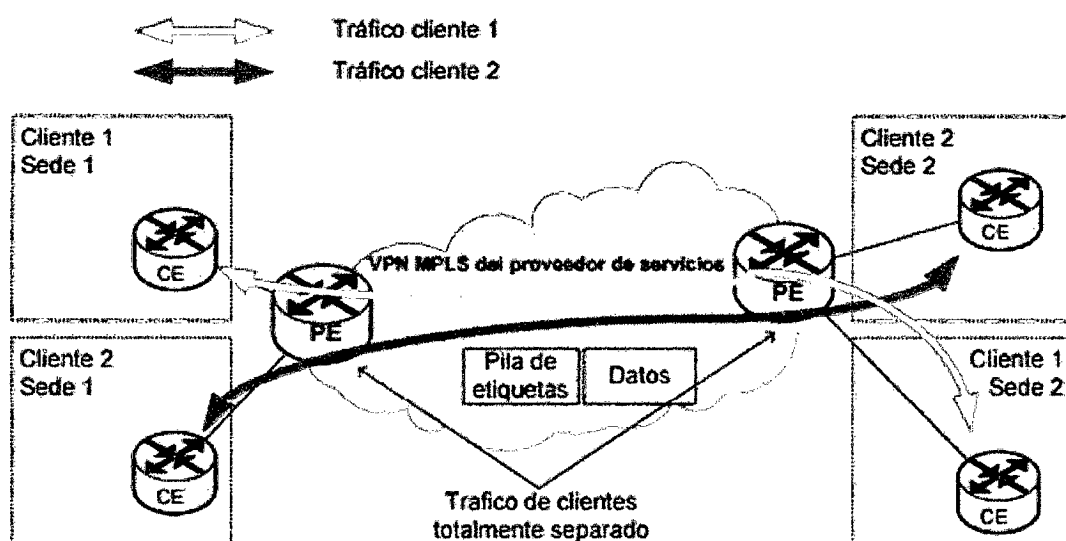 Tráfico cliente 1
Tráfico cliente 2
Cliente 1
Sede 1
Cliente 2
Sede 2
CE
CE
VPN MPLS del proveedor de servicios
PE
PE
Cliente 2
Sede 1
Pila de
etiquetas
Datos
Cliente 1
Sede 2
CE
CE
Trafico de clientes
totalmente separado